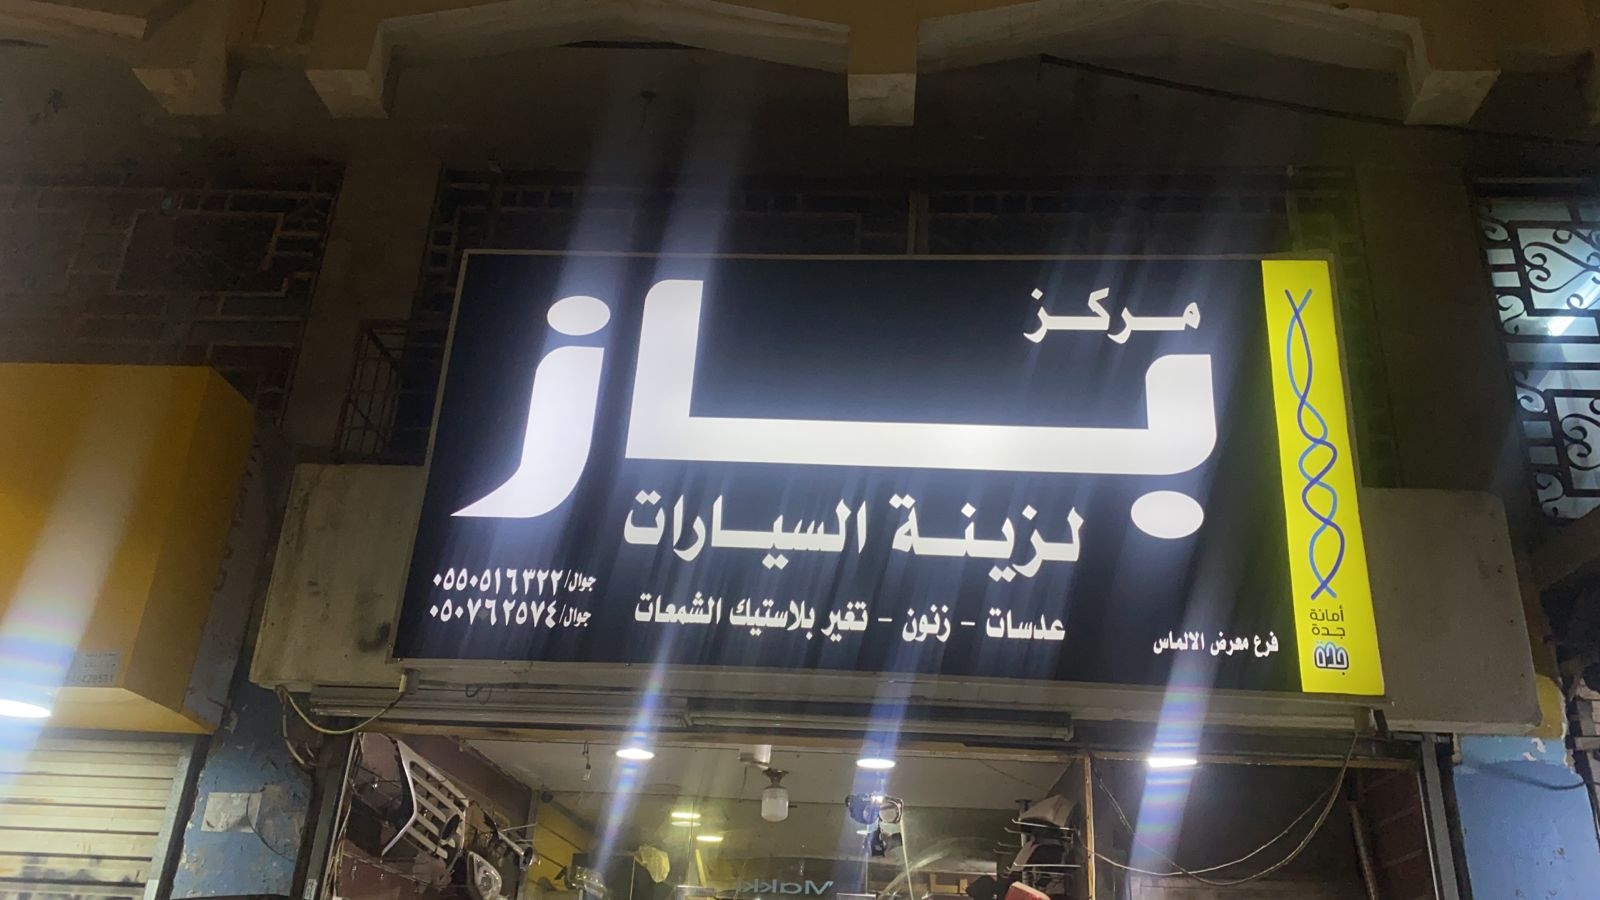 مركز
باز
لزينة السيارات
عدسات - زنون - تغير بلاستيك الشمعات
جوال/٠٥٥٠٥١٦٣٢٢
جوال/٠٥٠٧٦٢٥٧٤
فرع معرض الالماس
أمانة
جدة
جدة
Makk